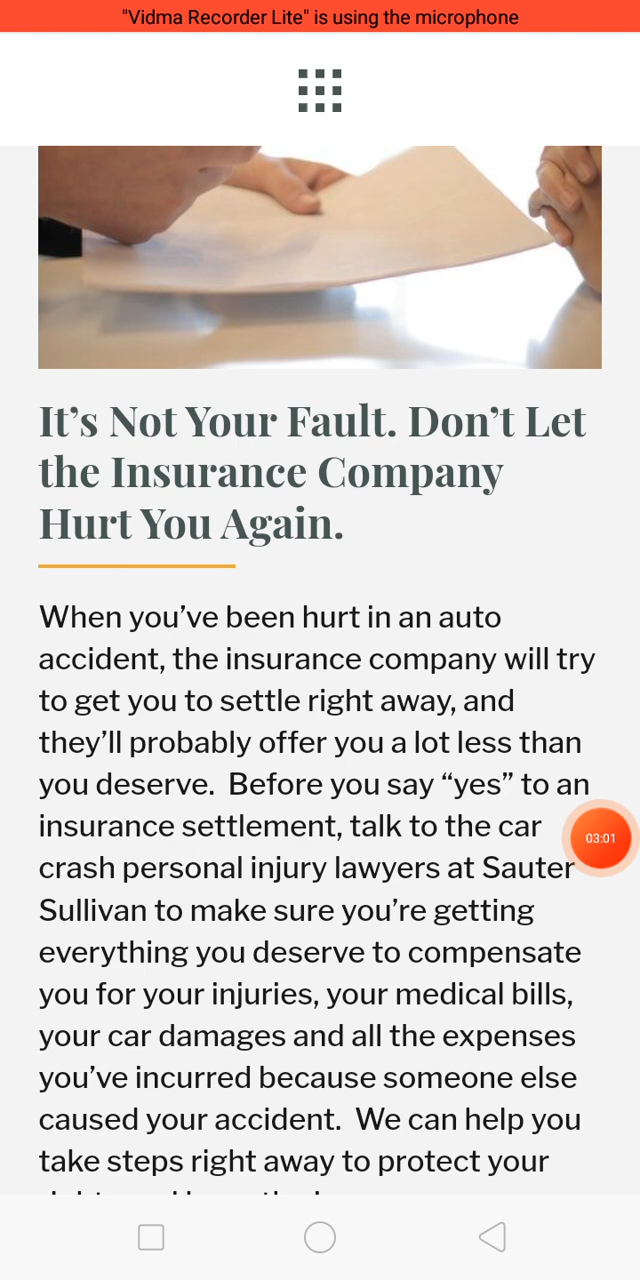 "Vidma Recorder Lite" is using the microphone
It’s Not Your Fault. Don’t Let
the Insurance Company
Hurt You Again.
When you’ve been hurt in an auto
accident, the insurance company will try
to get you to settle right away, and
they’ll probably offer you a lot less than
you deserve.  Before you say “yes” to an
insurance settlement, talk to the car
03:01
crash personal injury lawyers at Sauter
Sullivan to make sure you’re getting
everything you deserve to compensate
you for your injuries, your medical bills,
your car damages and all the expenses
you’ve incurred because someone else
caused your accident.  We can help you
take steps right away to protect your